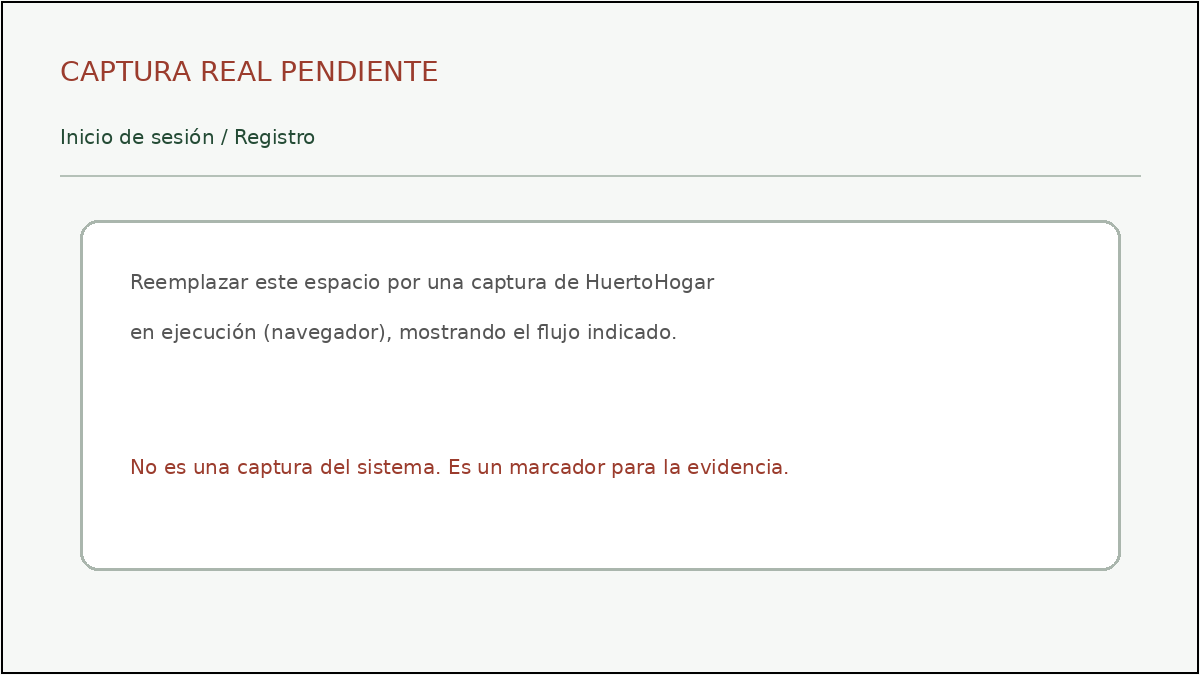 CAPTURA REAL PENDIENTE
Inicio de sesión / Registro
Reemplazar este espacio por una captura de HuertoHogar
en ejecución (navegador), mostrando el flujo indicado.
No es una captura del sistema. Es un marcador para la evidencia.